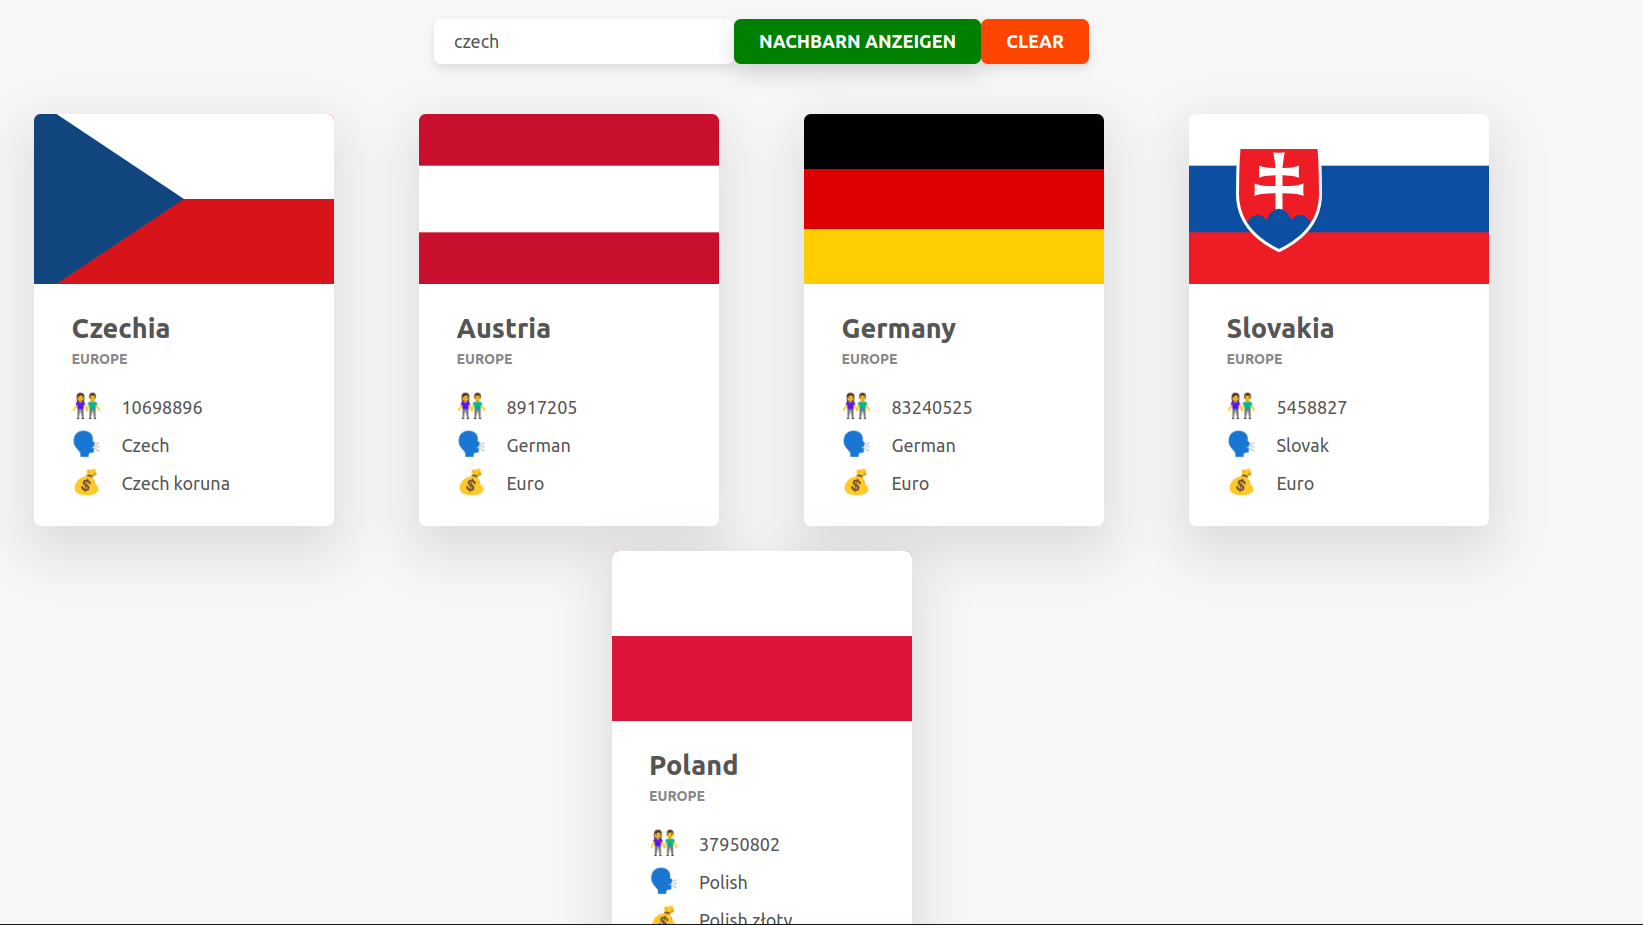 czech
NACHBARN ANZEIGEN
CLEAR
Czechia
EUROPE
10698896
Czech
Czech koruna
Austria
EUROPE
8917205
German
Euro
Germany
EUROPE
83240525
German
Euro
Slovakia
EUROPE
5458827
Slovak
Euro
Poland
EUROPE
37950802
Polish
Polish złoty